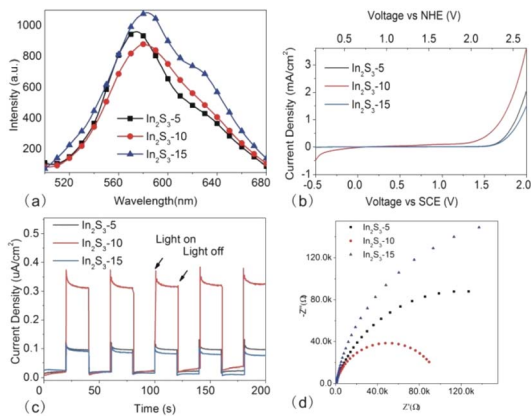 1000
800
600
400
200
Intensity (a.u.)
In₂S₃-5
In₂S₃-10
In₂S₃-15
520 560 600 640 680
Wavelength(nm)
(a)
Voltage vs NHE (V)
0.0 0.5 1.0 1.5 2.0 2.5
4
3
2
1
0
-1
Current Density (mA/cm²)
In₂S₃-5
In₂S₃-10
In₂S₃-15
-0.5 0.0 0.5 1.0 1.5 2.0
Voltage vs SCE (V)
(b)
0.6
0.5
0.4
0.3
0.2
0.1
0.0
Current Density (uA/cm²)
In₂S₃-5
In₂S₃-10
In₂S₃-15
Light on
Light off
0 50 100 150 200
Time (s)
(c)
120.0k
80.0k
40.0k
0.0
-Z''(Ω)
In₂S₃-5
In₂S₃-10
In₂S₃-15
0.0 40.0k 80.0k 120.0k
Z'(Ω)
(d)